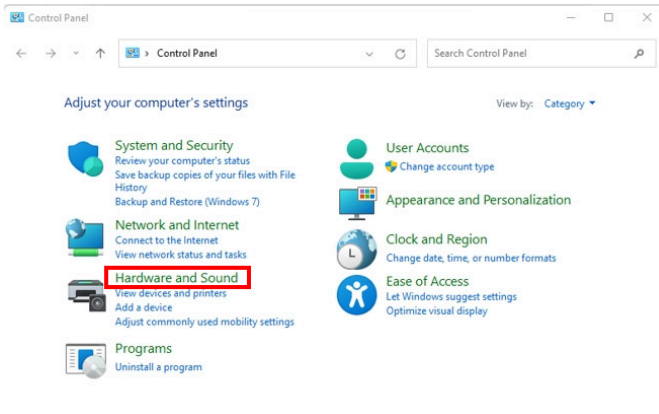 Control Panel
Control Panel
Search Control Panel
Adjust your computer's settings
View by: Category
System and Security
Review your computer's status
Save backup copies of your files with File
History
Backup and Restore (Windows 7)
Network and Internet
Connect to the Internet
View network status and tasks
Hardware and Sound
View devices and printers
Add a device
Adjust commonly used mobility settings
Programs
Uninstall a program
User Accounts
Change account type
Appearance and Personalization
Clock and Region
Change date, time, or number formats
Ease of Access
Let Windows suggest settings
Optimize visual display